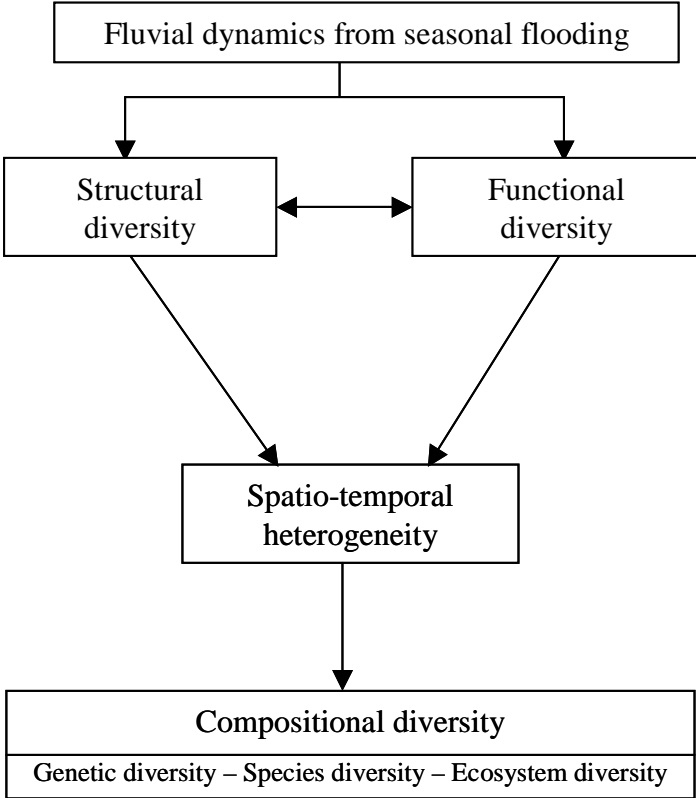 Fluvial dynamics from seasonal flooding
Structural
diversity
Functional
diversity
Spatio-temporal
heterogeneity
Compositional diversity
Genetic diversity – Species diversity – Ecosystem diversity